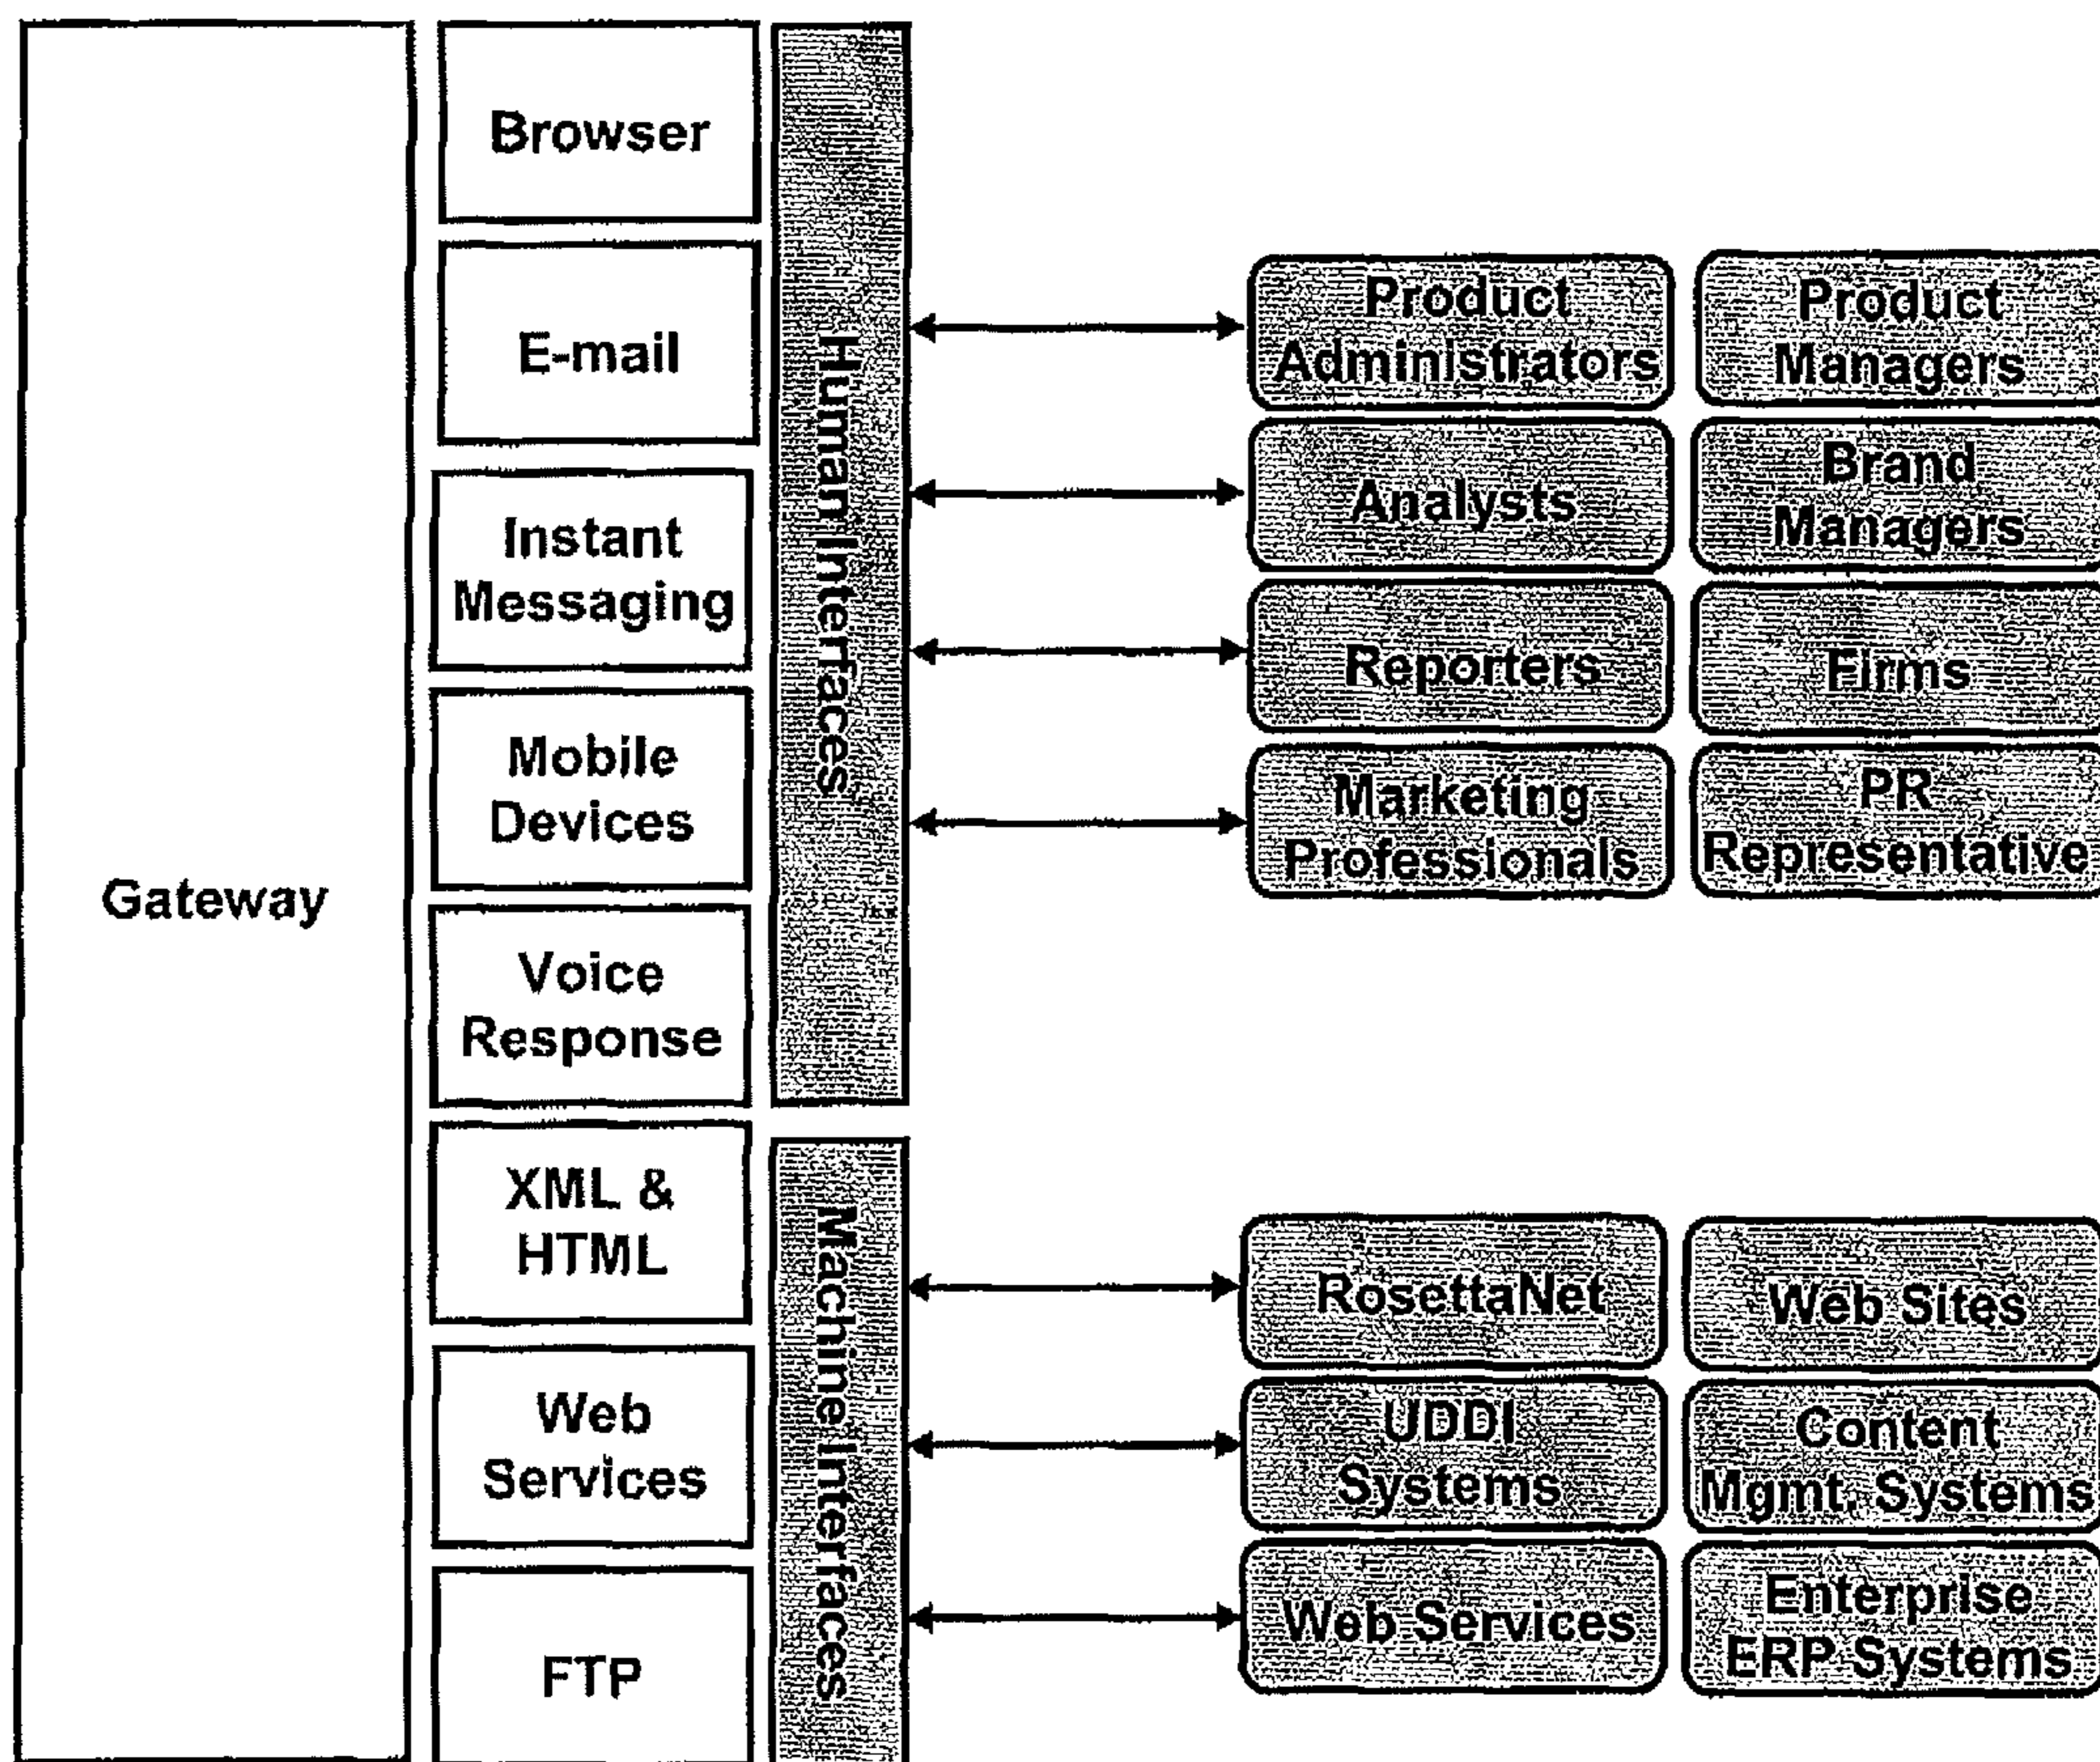 Gateway
Browser
E-mail
Instant
Messaging
Mobile
Devices
Voice
Response
XML &
HTML
Web
Services
FTP
Human Interfaces
Machine Interfaces
Product
Administrators
Product
Managers
Analysts
Brand
Managers
Reporters
Firms
Marketing
Professionals
PR
Representative
RosettaNet
Web Sites
UDDI
Systems
Content
Mgmt. Systems
Web Services
Enterprise
ERP Systems